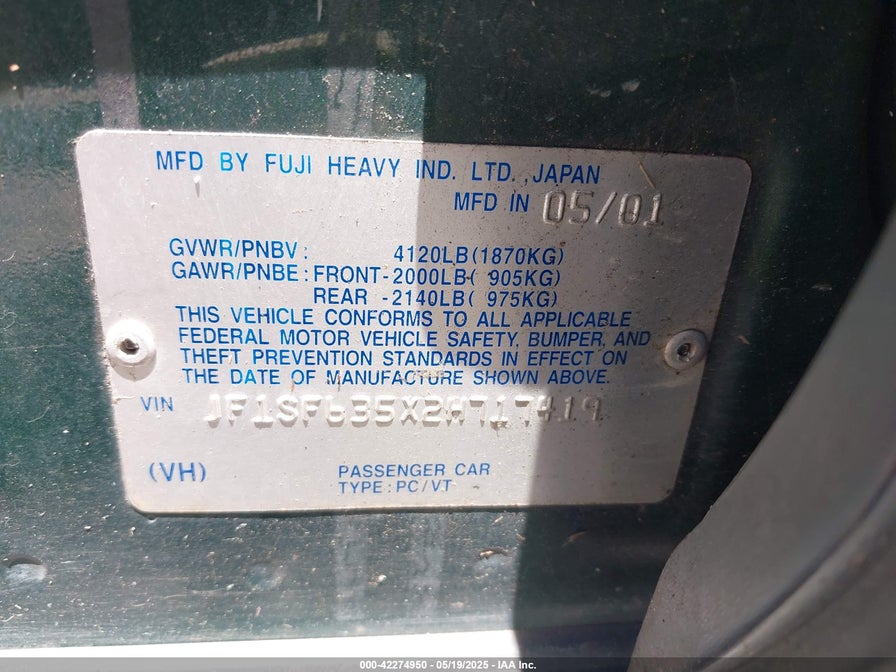 MFD BY FUJI HEAVY IND. LTD. JAPAN
MFD IN 05/01
GVWR/PNBV: 4120LB(1870KG)
GAWR/PNBE: FRONT-2000LB( 905KG)
REAR -2140LB( 975KG)
THIS VEHICLE CONFORMS TO ALL APPLICABLE
FEDERAL MOTOR VEHICLE SAFETY, BUMPER, AND
THEFT PREVENTION STANDARDS IN EFFECT ON
THE DATE OF MANUFACTURE SHOWN ABOVE.
VIN JF1SF635X2H717419
(VH) PASSENGER CAR
TYPE: PC/VT
000-42274950 - 05/19/2025 - IAA Inc.